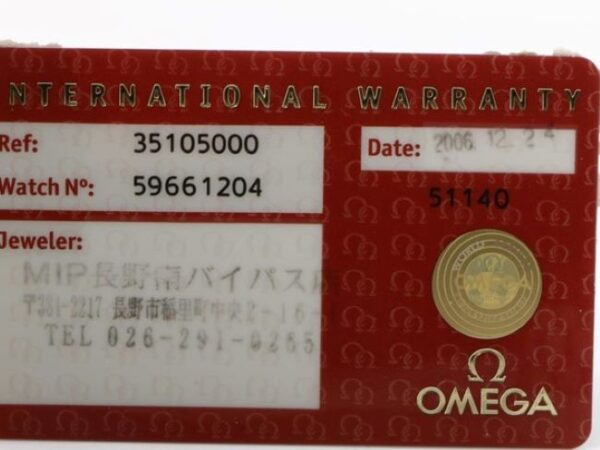 INTERNATIONAL WARRANTY
Ref: 35105000
Watch Nº: 59661204
Date: 2006. 12. 24
51140
Jeweler:
MIP長野南バイパス店
〒381-2217 長野市稲里町中央2-16-
TEL 026-291-0265
Ω
OMEGA